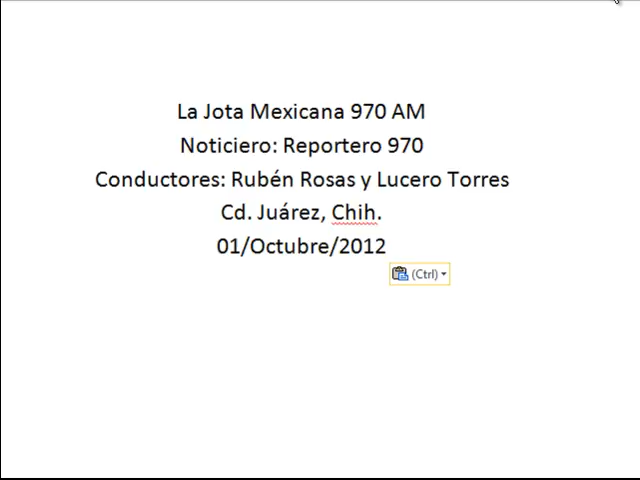 La Jota Mexicana 970 AM
Noticiero: Reportero 970
Conductores: Rubén Rosas y Lucero Torres
Cd. Juárez, Chih.
01/Octubre/2012
(Ctrl)